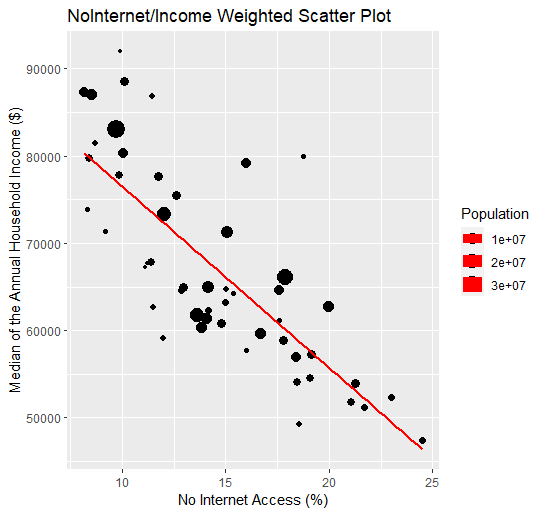 NoInternet/Income Weighted Scatter Plot
90000
80000
70000
60000
50000
Median of the Annual Household Income ($)
10
15
20
25
No Internet Access (%)
Population
1e+07
2e+07
3e+07